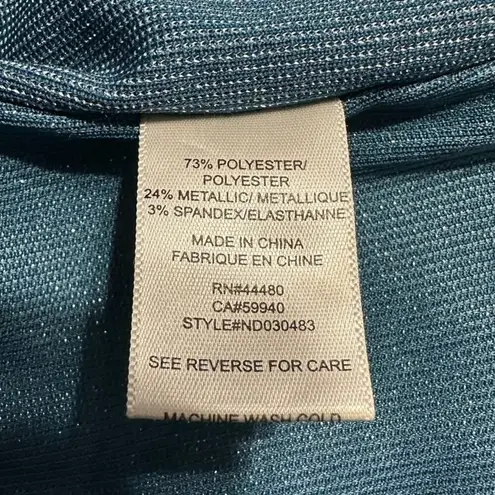 73% POLYESTER/
POLYESTER
24% METALLIC/ METALLIQUE
3% SPANDEX/ELASTHANNE
MADE IN CHINA
FABRIQUE EN CHINE
RN#44480
CA#59940
STYLE#ND030483
SEE REVERSE FOR CARE
MACHINE WASH COLD